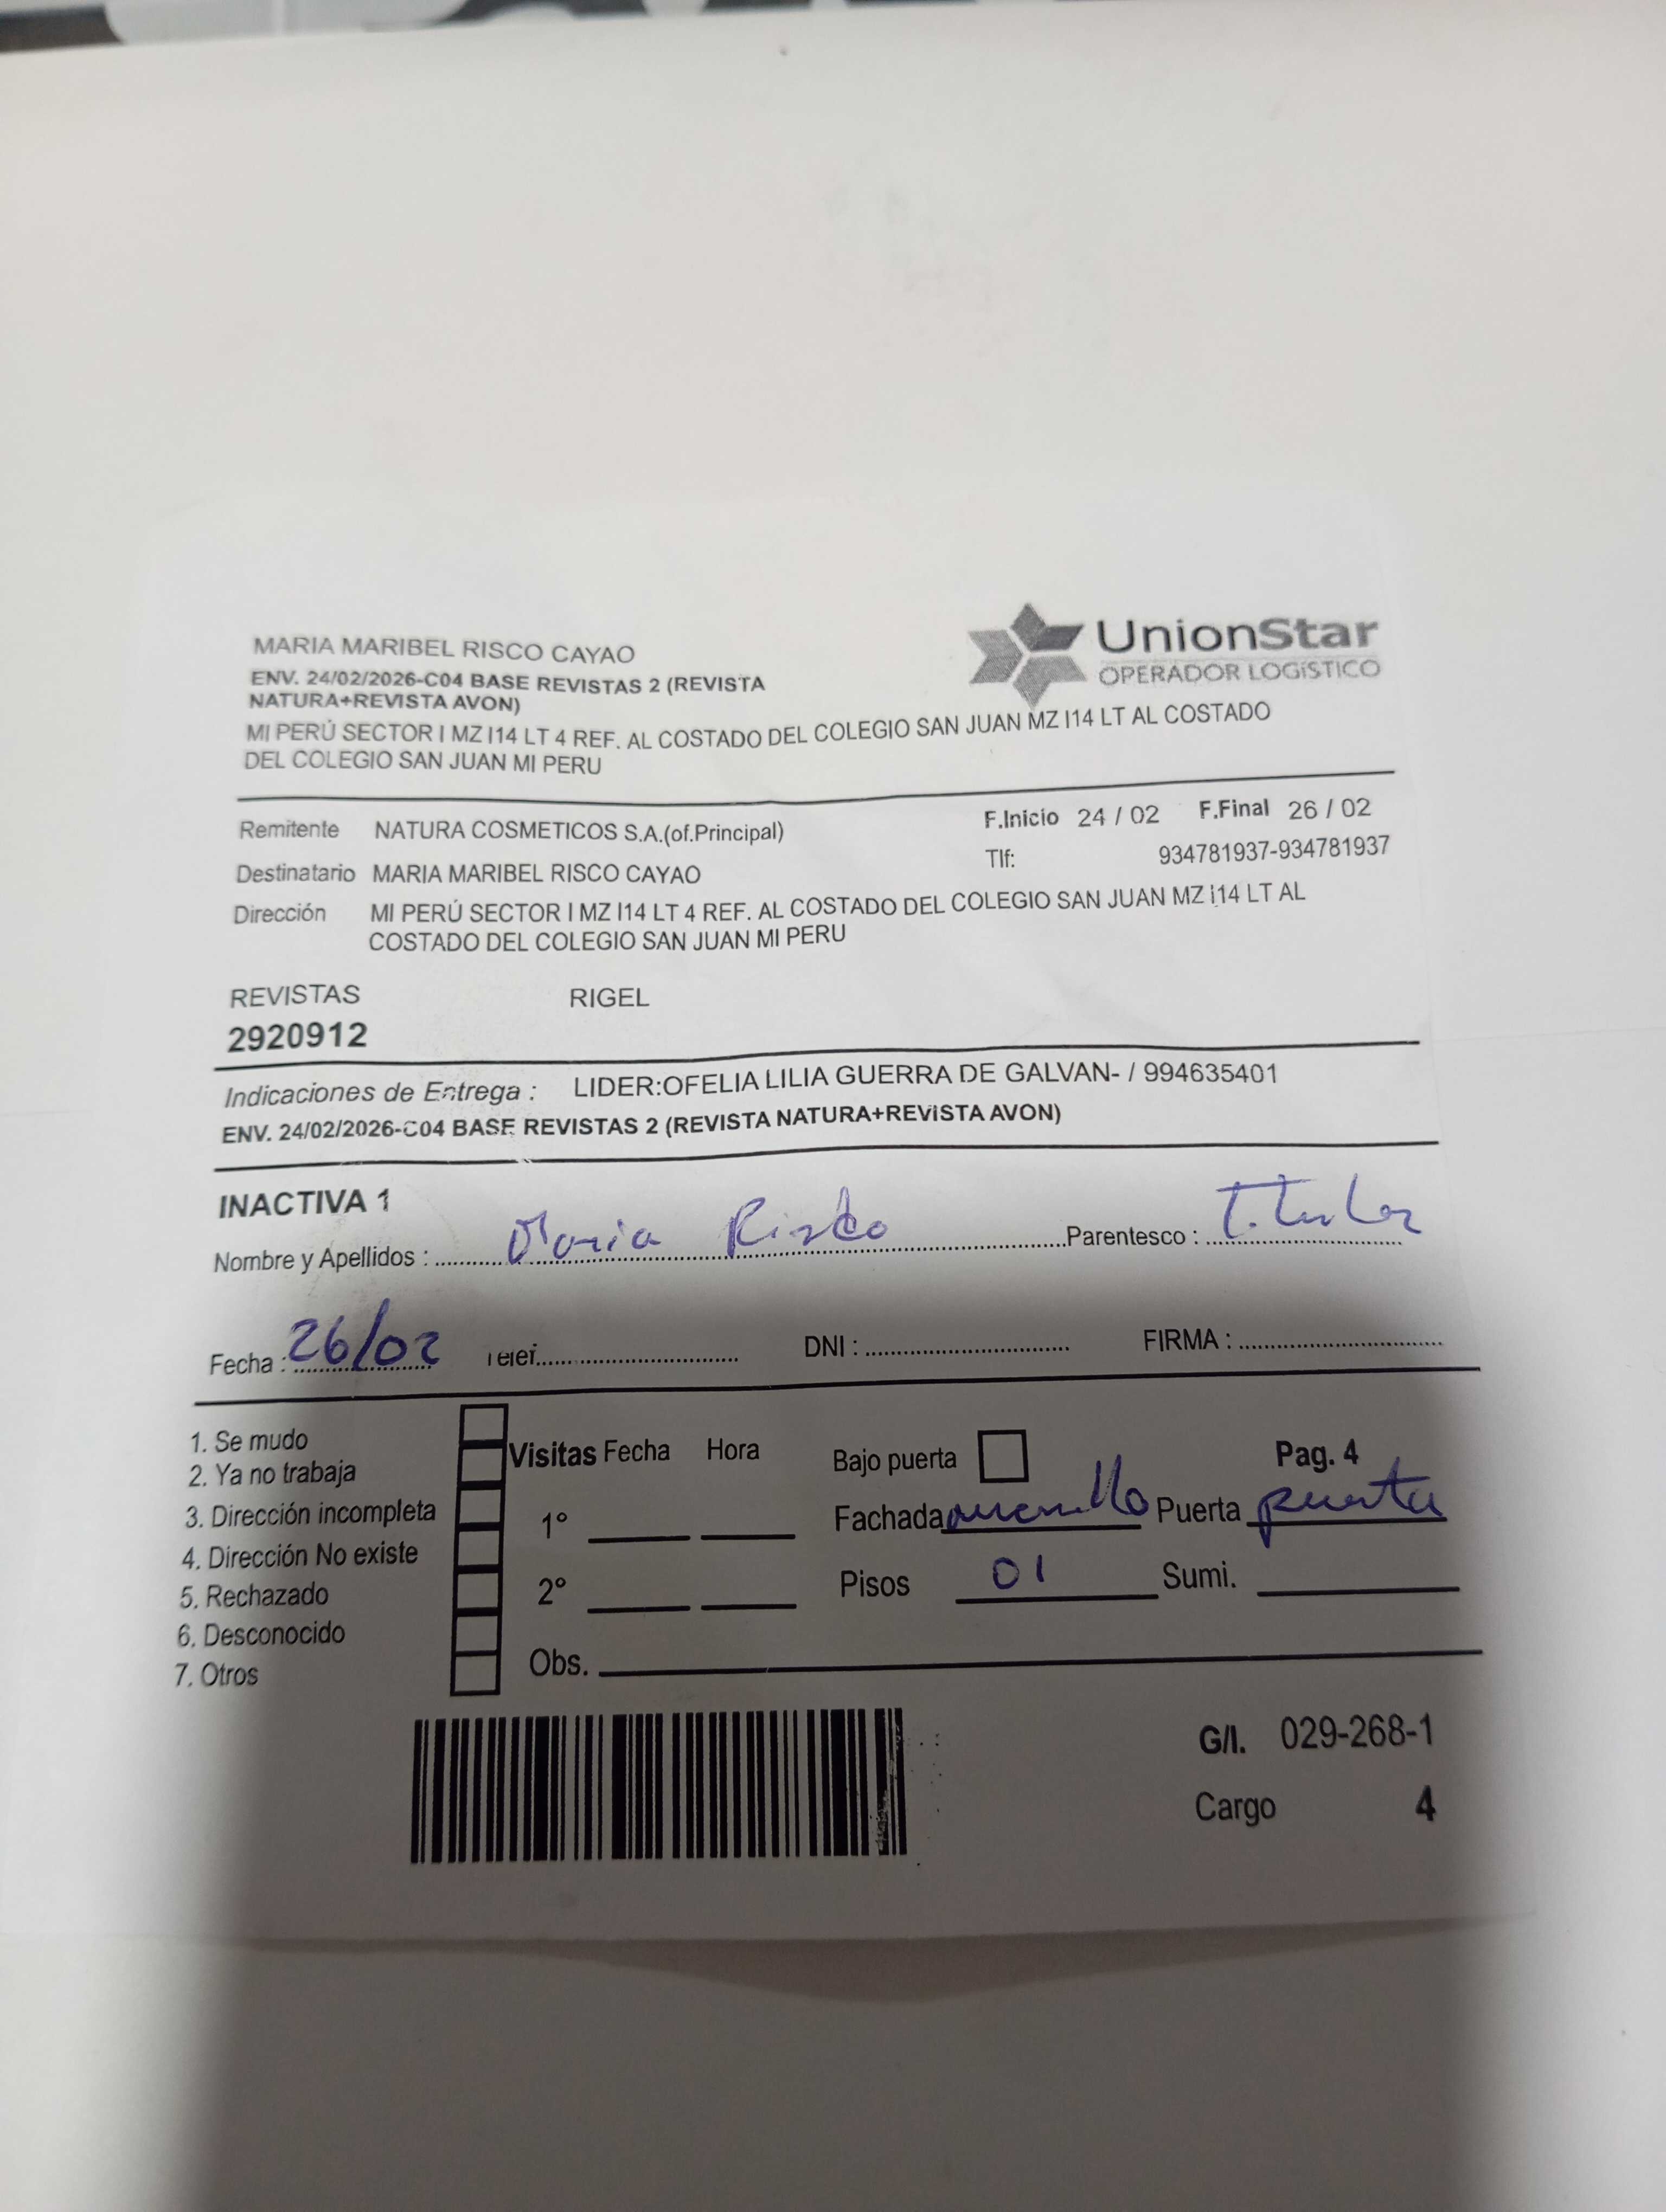 MARIA MARIBEL RISCO CAYAO
ENV. 24/02/2026-C04 BASE REVISTAS 2 (REVISTA
NATURA+REVISTA AVON)
MI PERÚ SECTOR I MZ I14 LT 4 REF. AL COSTADO DEL COLEGIO SAN JUAN MZ I14 LT AL COSTADO
DEL COLEGIO SAN JUAN MI PERU
UnionStar
OPERADOR LOGíSTICO
Remitente NATURA COSMETICOS S.A.(of.Principal)
F.Inicio 24 / 02 F.Final 26 / 02
Destinatario MARIA MARIBEL RISCO CAYAO
Tlf: 934781937-934781937
Dirección MI PERÚ SECTOR I MZ I14 LT 4 REF. AL COSTADO DEL COLEGIO SAN JUAN MZ I14 LT AL
COSTADO DEL COLEGIO SAN JUAN MI PERU
REVISTAS RIGEL
2920912
Indicaciones de Entrega : LIDER:OFELIA LILIA GUERRA DE GALVAN- / 994635401
ENV. 24/02/2026-C04 BASE REVISTAS 2 (REVISTA NATURA+REVISTA AVON)
INACTIVA 1
Nombre y Apellidos : Maria Risco Parentesco : Titular
Fecha : 26/02 Telef. DNI : FIRMA :
1. Se mudo
2. Ya no trabaja
3. Dirección incompleta
4. Dirección No existe
5. Rechazado
6. Desconocido
7. Otros
Visitas Fecha Hora
1°
2°
Obs.
Bajo puerta Pag. 4
Fachada Puerta puerta
Pisos 01 Sumi.
G/I. 029-268-1
Cargo 4